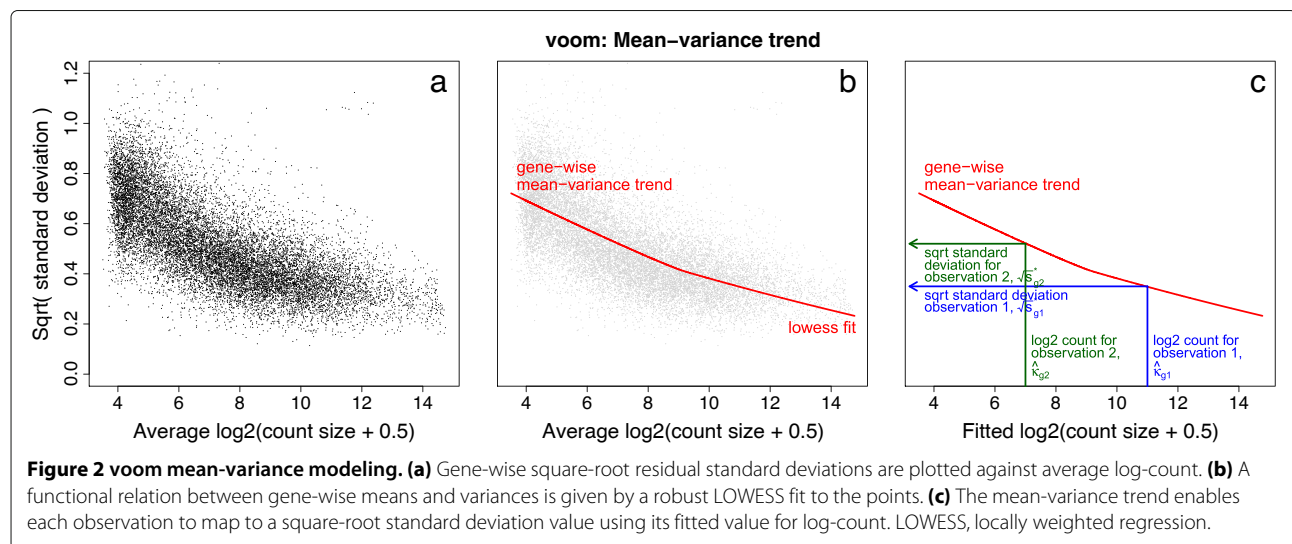 voom: Mean−variance trend
a
b
c
Sqrt( standard deviation )
0.0 0.2 0.4 0.6 0.8 1.0 1.2
gene−wise
mean−variance trend
lowess fit
gene−wise
mean−variance trend
sqrt standard
deviation for
observation 2, √s*g2
sqrt standard deviation
observation 1, √s*g1
log2 count for
observation 2,
κ̂g2
log2 count for
observation 1,
κ̂g1
4 6 8 10 12 14
4 6 8 10 12 14
4 6 8 10 12 14
Average log2(count size + 0.5)
Average log2(count size + 0.5)
Fitted log2(count size + 0.5)
Figure 2 voom mean-variance modeling. (a) Gene-wise square-root residual standard deviations are plotted against average log-count. (b) A
functional relation between gene-wise means and variances is given by a robust LOWESS fit to the points. (c) The mean-variance trend enables
each observation to map to a square-root standard deviation value using its fitted value for log-count. LOWESS, locally weighted regression.